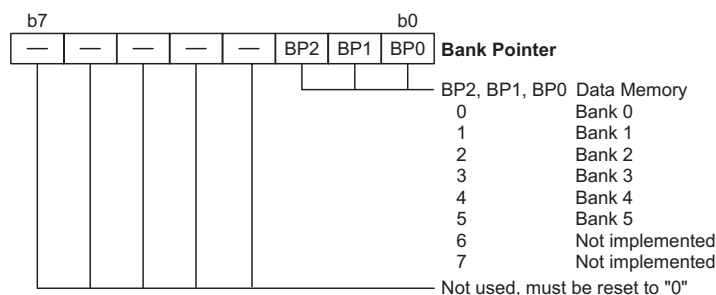 b7 b0
— — — — — BP2 BP1 BP0 Bank Pointer
BP2, BP1, BP0 Data Memory
0 Bank 0
1 Bank 1
2 Bank 2
3 Bank 3
4 Bank 4
5 Bank 5
6 Not implemented
7 Not implemented
Not used, must be reset to "0"